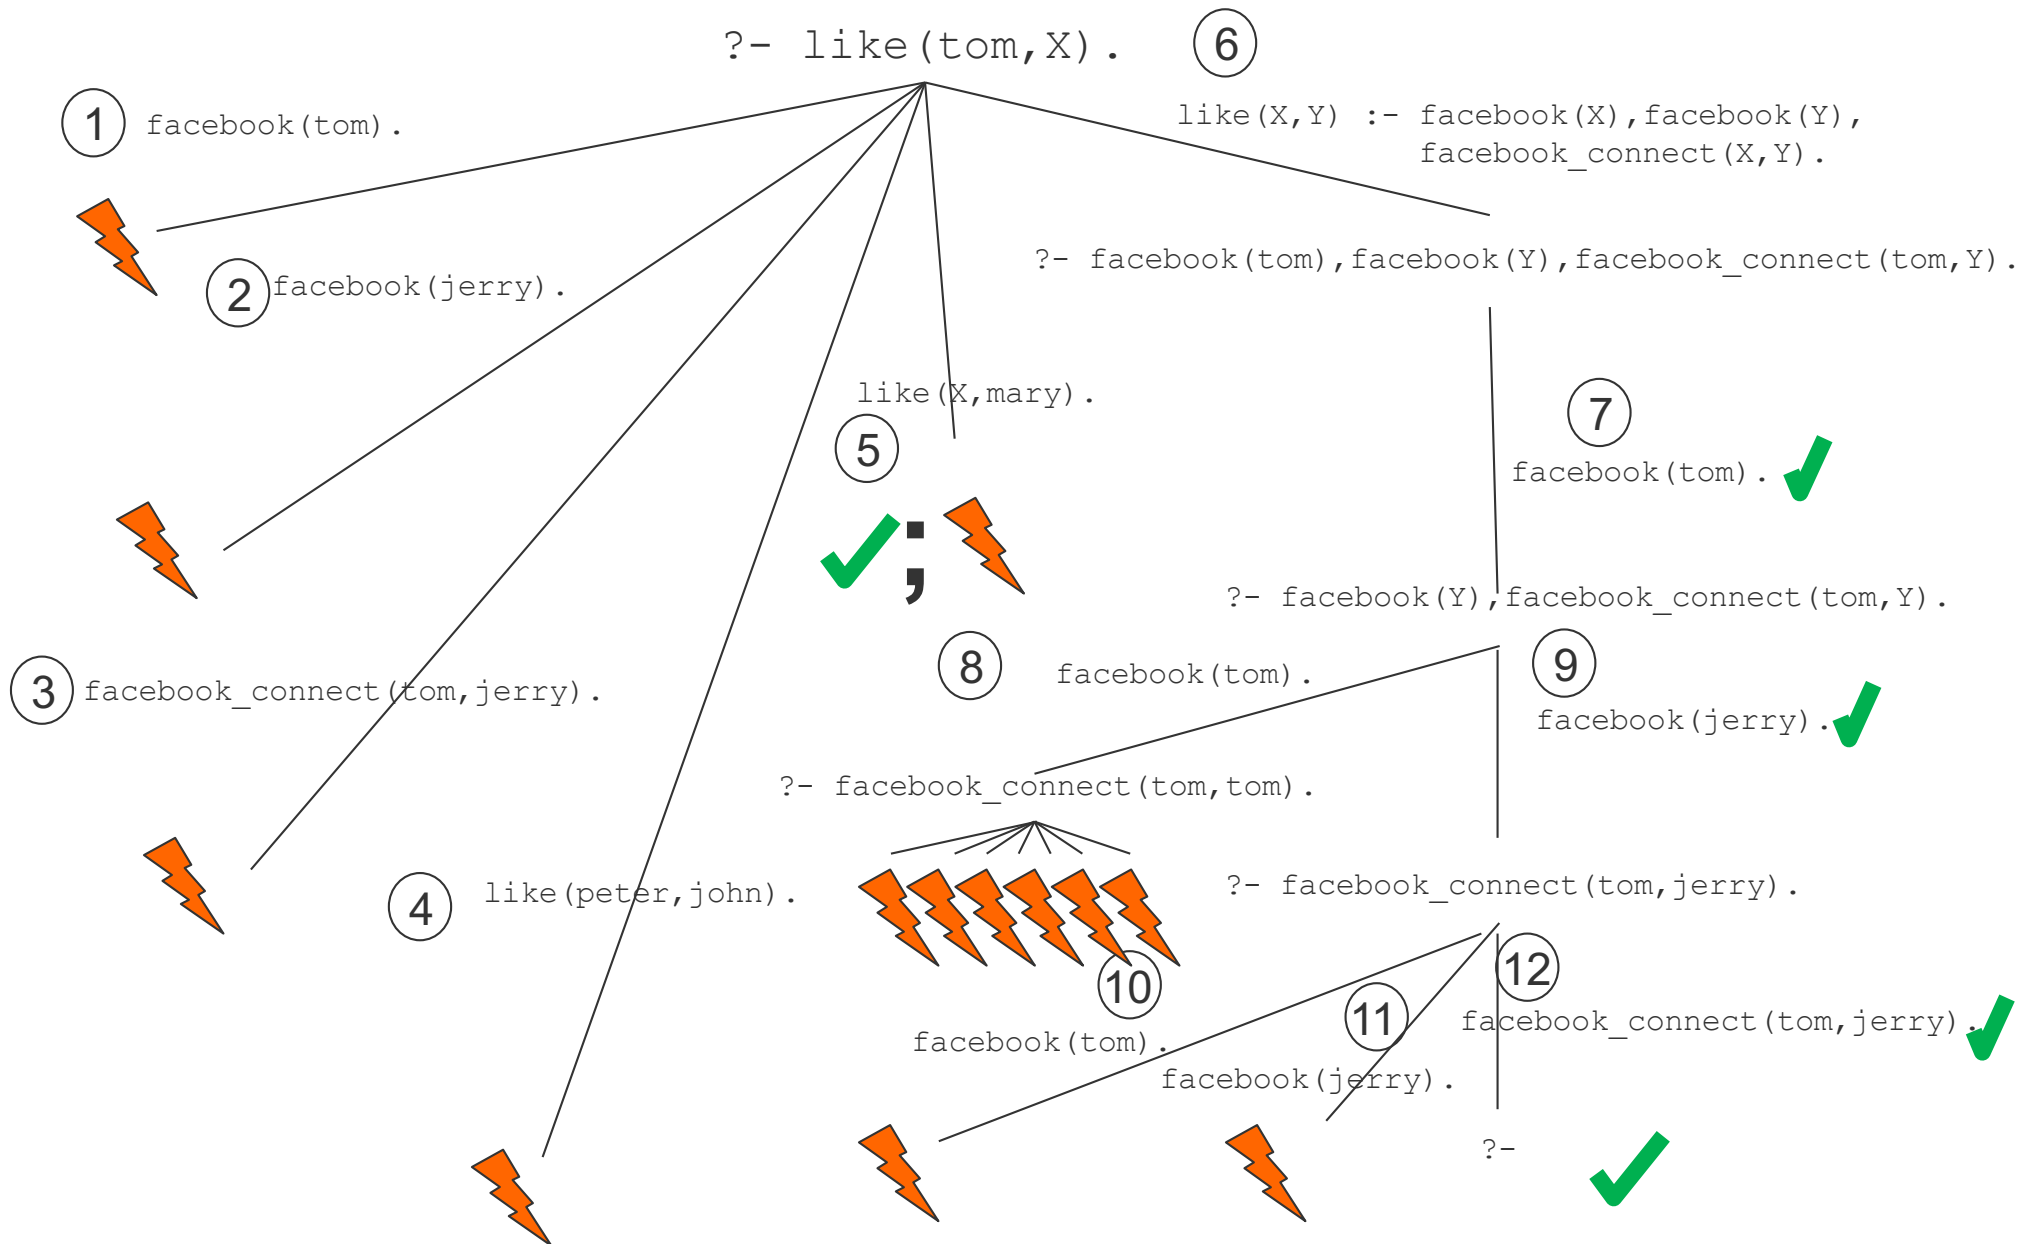 ?- like(tom,X).
6
1
facebook(tom).
like(X,Y) :- facebook(X),facebook(Y),
facebook_connect(X,Y).
2
facebook(jerry).
?- facebook(tom),facebook(Y),facebook_connect(tom,Y).
like(X,mary).
5
7
facebook(tom).
;
?- facebook(Y),facebook_connect(tom,Y).
3
facebook_connect(tom,jerry).
8
facebook(tom).
9
facebook(jerry).
?- facebook_connect(tom,tom).
4
like(peter,john).
?- facebook_connect(tom,jerry).
10
facebook(tom).
11
facebook(jerry).
12
facebook_connect(tom,jerry).
?-